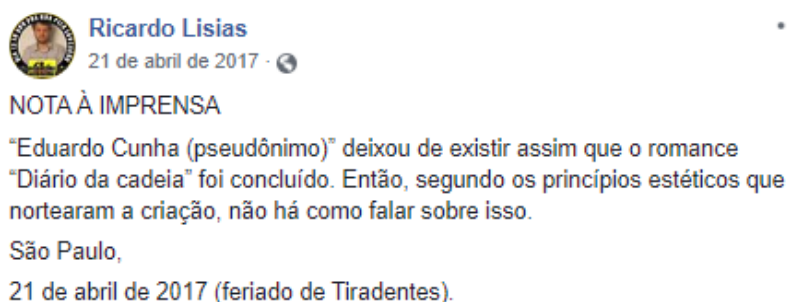 Ricardo Lisias
21 de abril de 2017 ·
NOTA À IMPRENSA
“Eduardo Cunha (pseudônimo)” deixou de existir assim que o romance
“Diário da cadeia” foi concluído. Então, segundo os princípios estéticos que
nortearam a criação, não há como falar sobre isso.
São Paulo,
21 de abril de 2017 (feriado de Tiradentes).